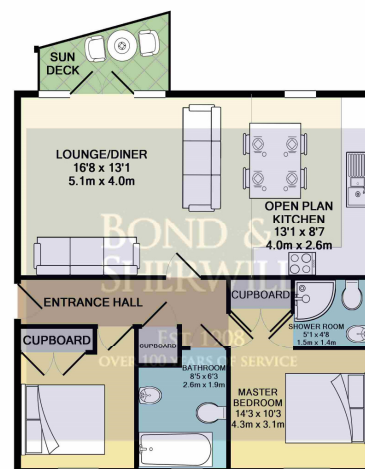 SUN
DECK
LOUNGE/DINER
16'8 x 13'1
5.1m x 4.0m
OPEN PLAN
KITCHEN
13'1 x 8'7
4.0m x 2.6m
BOND &
SHERWILL
ENTRANCE HALL
CUPBOARD
SHOWER ROOM
5'1 x 4'8
1.5m x 1.4m
CUPBOARD
CUPBOARD
Est 1908
OVER 100 YEARS OF SERVICE
BATHROOM
8'5 x 6'3
2.6m x 1.9m
MASTER
BEDROOM
14'3 x 10'3
4.3m x 3.1m